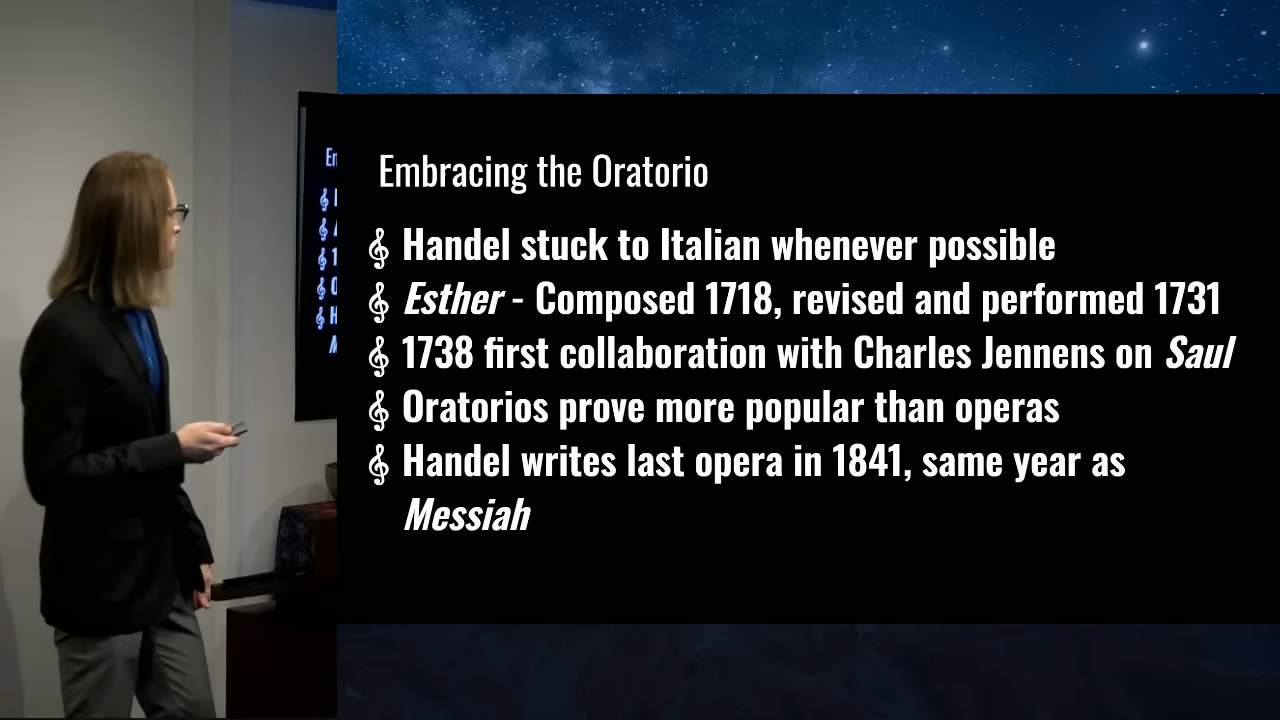 Embracing the Oratorio
Handel stuck to Italian whenever possible
Esther - Composed 1718, revised and performed 1731
1738 first collaboration with Charles Jennens on Saul
Oratorios prove more popular than operas
Handel writes last opera in 1841, same year as
Messiah
En